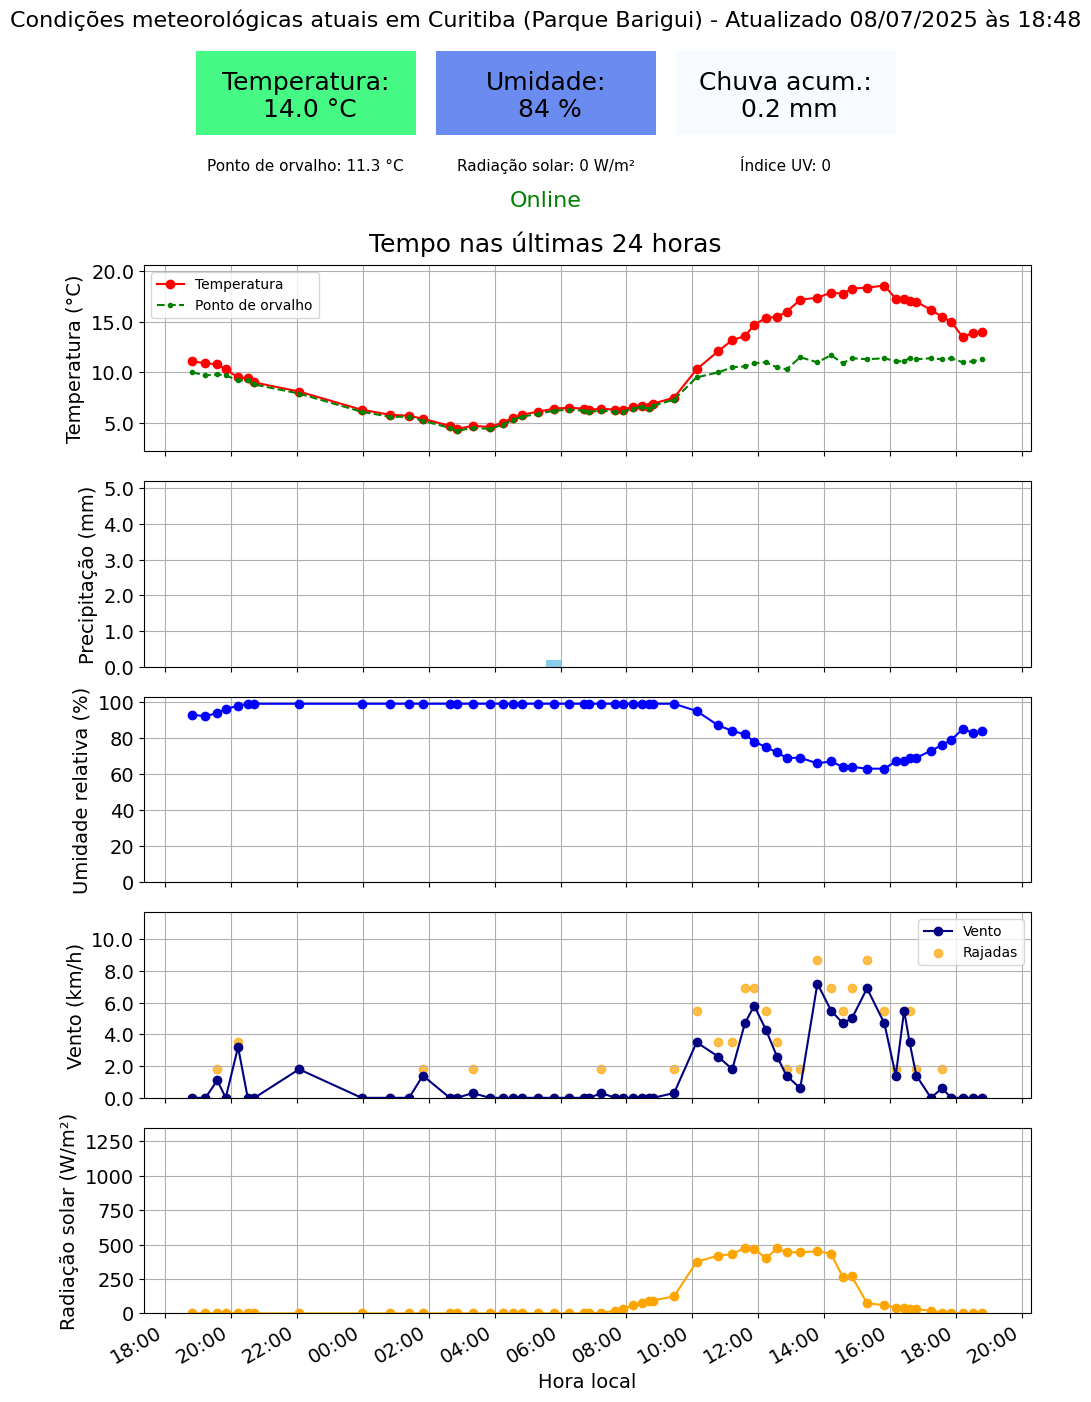 Condições meteorológicas atuais em Curitiba (Parque Barigui) - Atualizado 08/07/2025 às 18:48
Temperatura:
14.0 °C
Umidade:
84 %
Chuva acum.:
0.2 mm
Ponto de orvalho: 11.3 °C
Radiação solar: 0 W/m²
Índice UV: 0
Online
Tempo nas últimas 24 horas
Temperatura (°C)
20.0
15.0
10.0
5.0
Temperatura
Ponto de orvalho
Precipitação (mm)
5.0
4.0
3.0
2.0
1.0
0.0
Umidade relativa (%)
100
80
60
40
20
0
Vento (km/h)
10.0
8.0
6.0
4.0
2.0
0.0
Vento
Rajadas
Radiação solar (W/m²)
1250
1000
750
500
250
0
18:00
20:00
22:00
00:00
02:00
04:00
06:00
08:00
10:00
12:00
14:00
16:00
18:00
20:00
Hora local